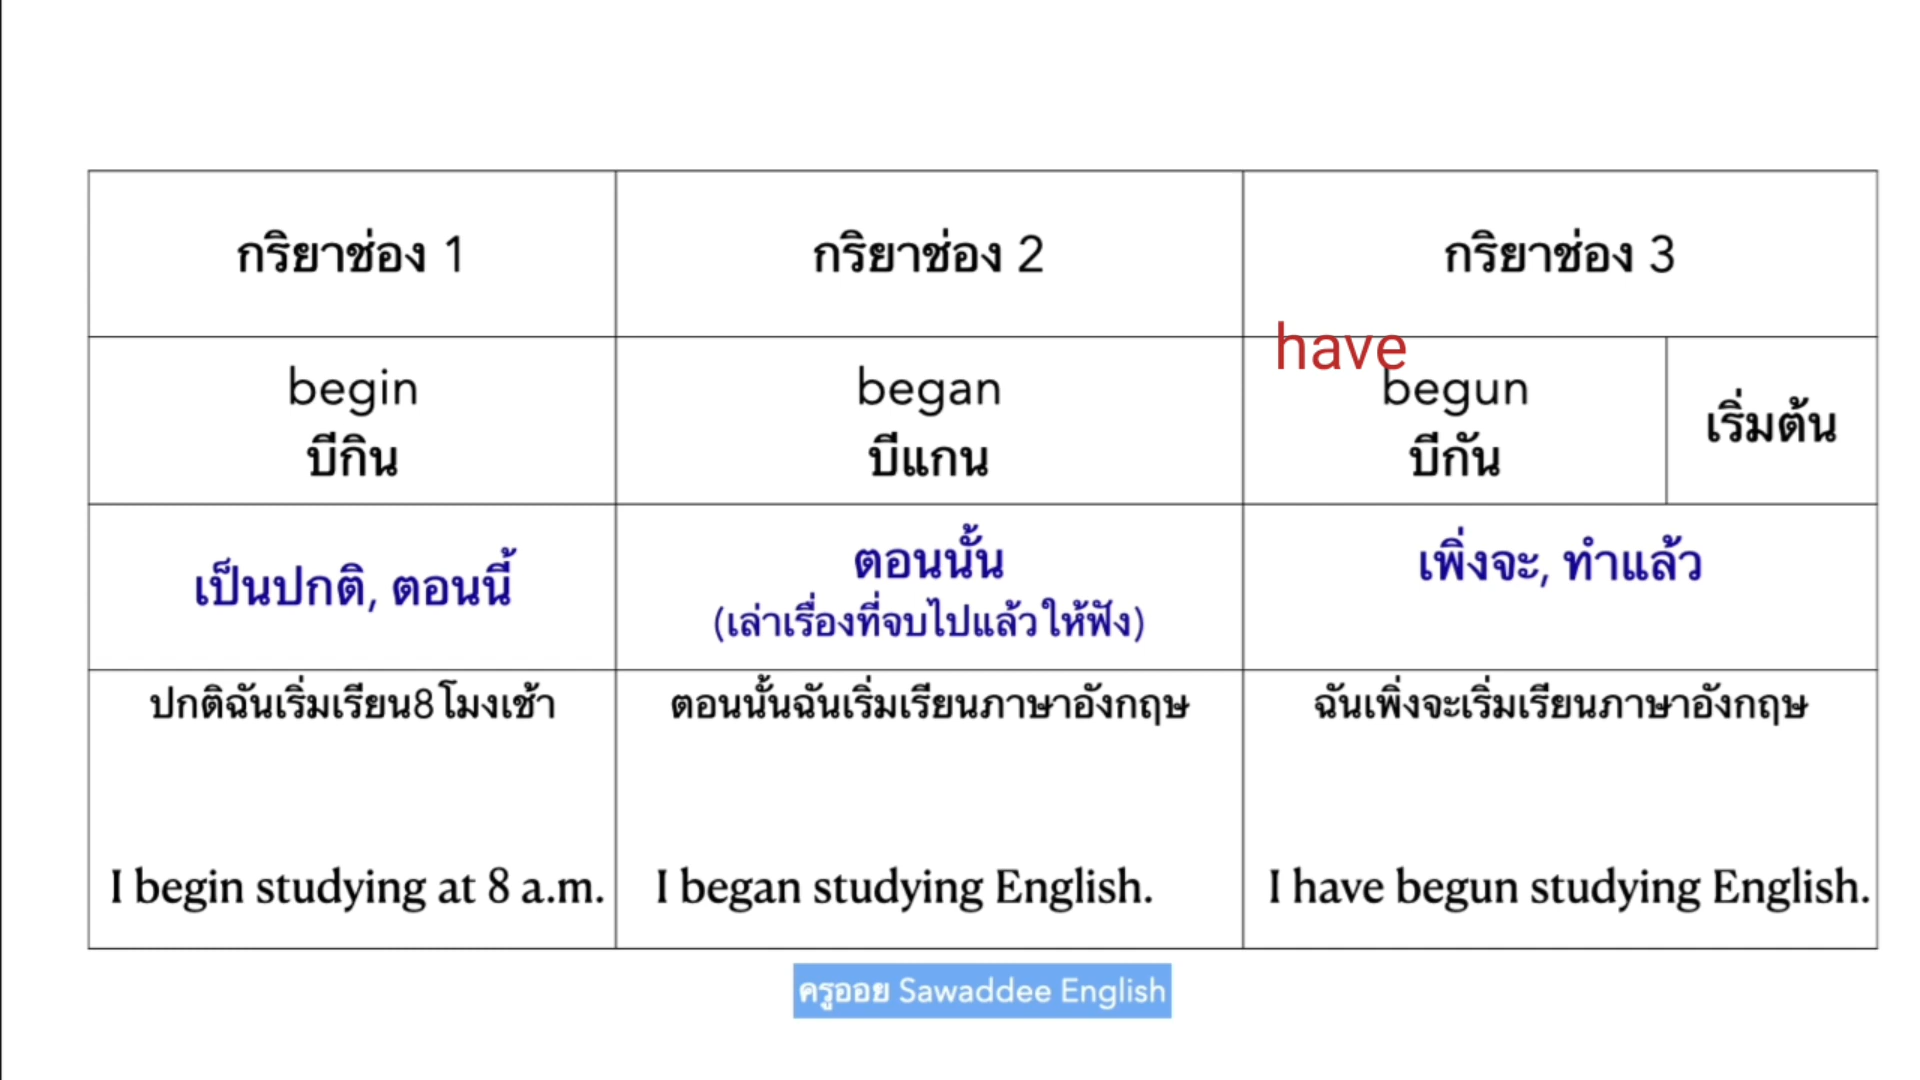 กริยาช่อง 1
กริยาช่อง 2
กริยาช่อง 3
begin
บีกิน
began
บีแกน
have
begun
บีกัน
เริ่มต้น
เป็นปกติ, ตอนนี้
ตอนนั้น
(เล่าเรื่องที่จบไปแล้วให้ฟัง)
เพิ่งจะ, ทำแล้ว
ปกติฉันเริ่มเรียน8โมงเช้า
I begin studying at 8 a.m.
ตอนนั้นฉันเริ่มเรียนภาษาอังกฤษ
I began studying English.
ฉันเพิ่งจะเริ่มเรียนภาษาอังกฤษ
I have begun studying English.
ครูออย Sawaddee English